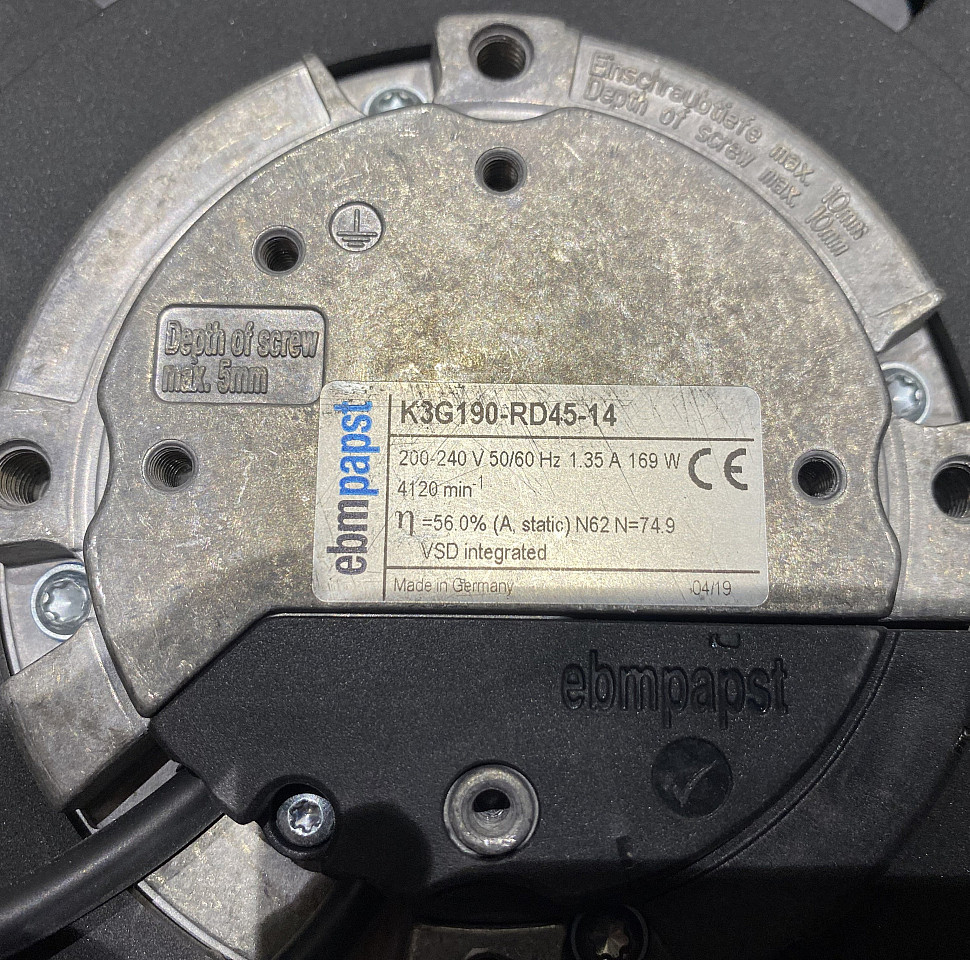 Einschraubtiefe max. 10mm
Depth of screw max. 10mm
Depth of screw
max. 5mm
ebmpapst
K3G190-RD45-14
200-240 V 50/60 Hz 1.35 A 169 W CE
4120 min-1
η =56.0% (A, static) N62 N=74.9
VSD integrated
Made in Germany 04/19
ebmpapst